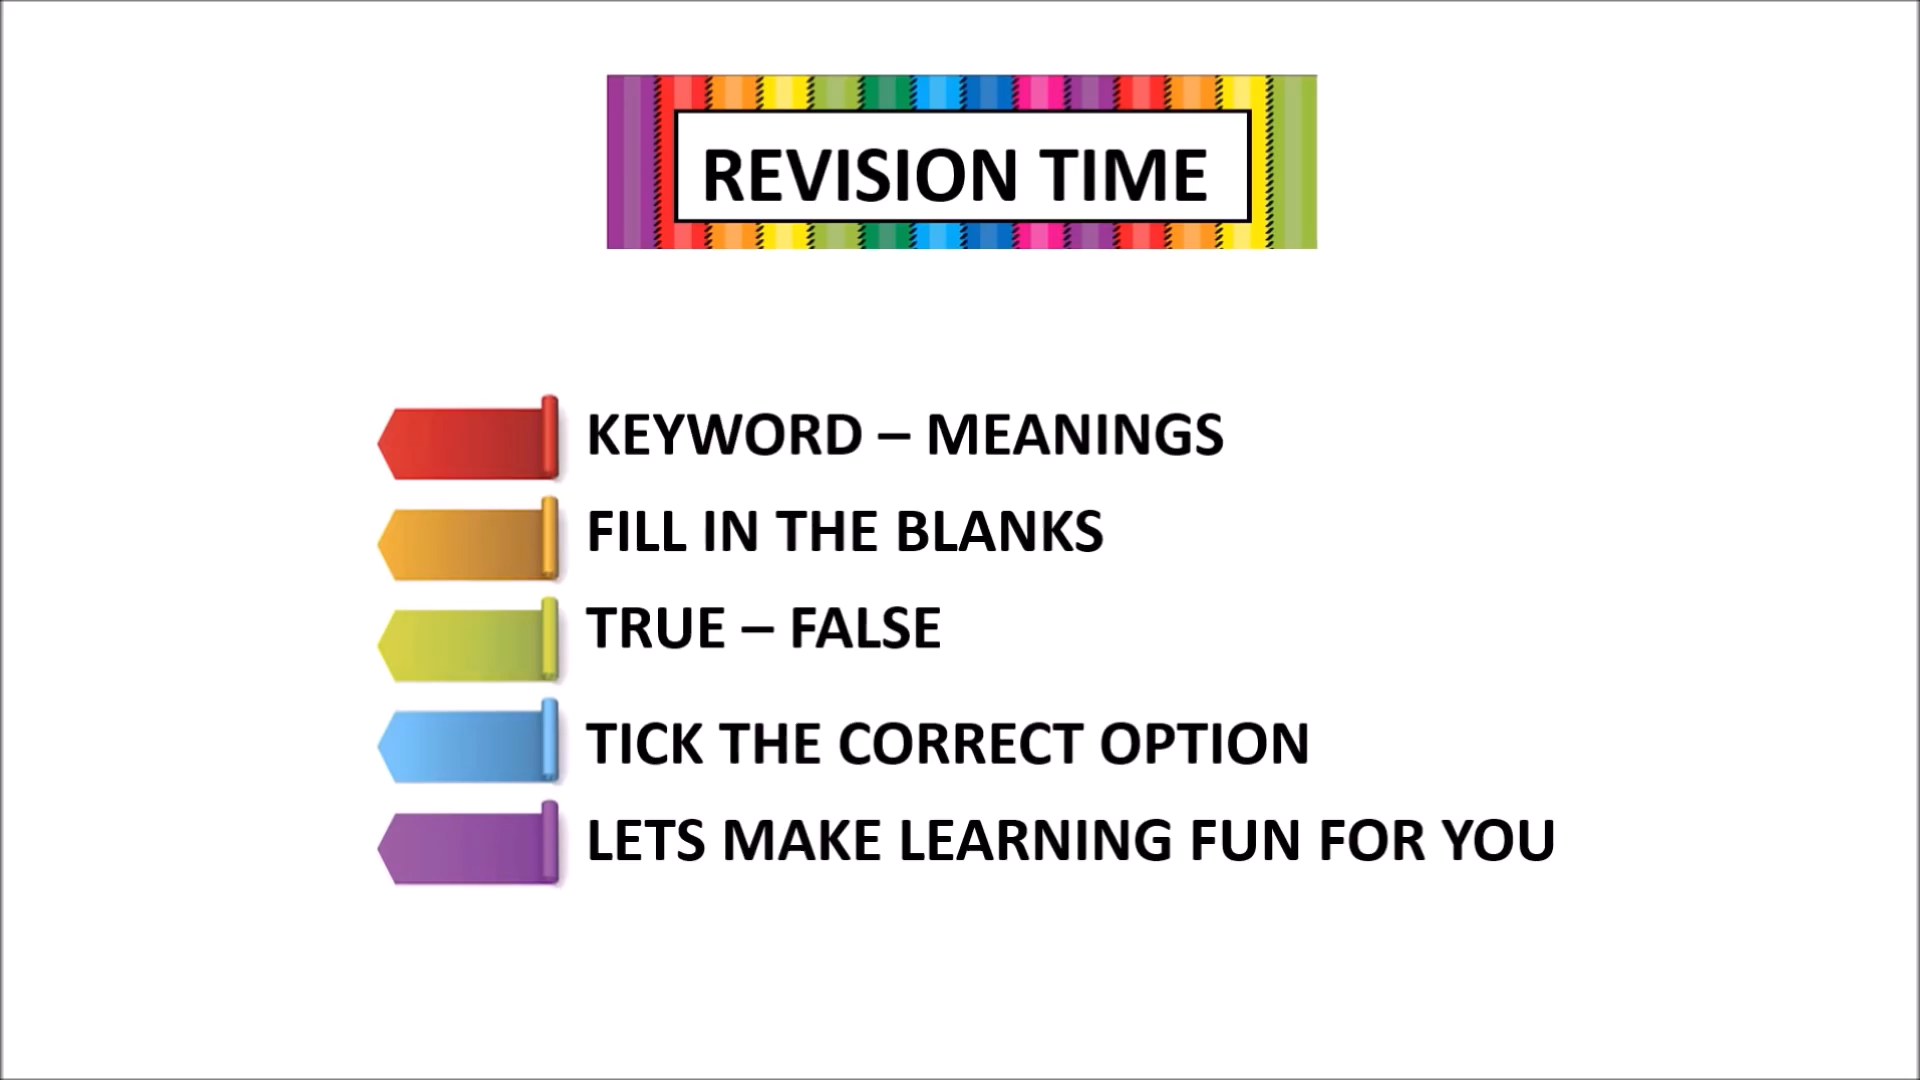 REVISION TIME
KEYWORD – MEANINGS
FILL IN THE BLANKS
TRUE – FALSE
TICK THE CORRECT OPTION
LETS MAKE LEARNING FUN FOR YOU